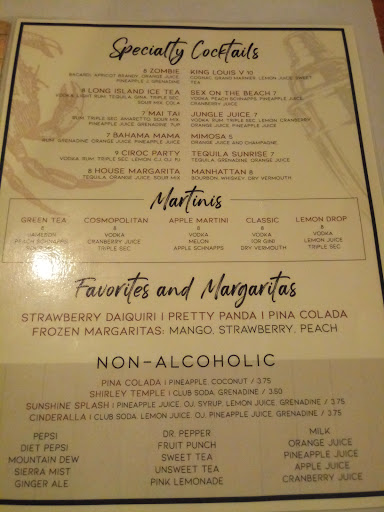 Specialty Cocktails
8 ZOMBIE
BACARDI, APRICOT BRANDY, ORANGE JUICE,
PINEAPPLE J, GRENADINE
8 LONG ISLAND ICE TEA
VODKA, LIGHT RUM, TEQUILA, GIN, TRIPLE SEC,
SOUR MIX, COLA
7 MAI TAI
RUM, TRIPLE SEC, AMARETTO, SOUR MIX,
PINEAPPLE JUICE, GRENADINE, 7UP
7 BAHAMA MAMA
RUM, GRENADINE, ORANGE JUICE, PINEAPPLE JUICE
9 CIROC PARTY
VODKA, RUM, TRIPLE SEC, LEMON, CJ, OJ, PJ
8 HOUSE MARGARITA
TEQUILA, ORANGE JUICE, SOUR MIX
KING LOUIS V 10
COGNAC, GRAND MARNIER, LEMON JUICE, SWEET
TEA
SEX ON THE BEACH 7
VODKA, PEACH SCHNAPPS, PINEAPPLE JUICE,
CRANBERRY JUICE
JUNGLE JUICE 7
VODKA, RUM, TRIPLE SEC, LEMON, CRANBERRY,
ORANGE JUICE, PINEAPPLE JUICE
MIMOSA 5
ORANGE JUICE AND CHAMPAGNE
TEQUILA SUNRISE 7
TEQUILA, GRENADINE, ORANGE JUICE
MANHATTAN 8
BOURBON, WHISKEY, DRY VERMOUTH
Martinis
GREEN TEA
8
JAMESON
PEACH SCHNAPPS
COSMOPOLITAN
8
VODKA
CRANBERRY JUICE
TRIPLE SEC
APPLE MARTINI
8
VODKA
MELON
APPLE SCHNAPPS
CLASSIC
8
VODKA
(OR GIN)
DRY VERMOUTH
LEMON DROP
8
VODKA
LEMON JUICE
TRIPLE SEC
Favorites and Margaritas
STRAWBERRY DAIQUIRI | PRETTY PANDA | PINA COLADA
FROZEN MARGARITAS: MANGO, STRAWBERRY, PEACH
NON-ALCOHOLIC
PINA COLADA | PINEAPPLE, COCONUT / 3.75
SHIRLEY TEMPLE | CLUB SODA, GRENADINE / 3.50
SUNSHINE SPLASH | PINEAPPLE JUICE, OJ, SYRUP, LEMON JUICE, GRENADINE / 3.75
CINDERALLA | CLUB SODA, LEMON JUICE, OJ, PINEAPPLE JUICE, GRENADINE / 3.75
PEPSI
DIET PEPSI
MOUNTAIN DEW
SIERRA MIST
GINGER ALE
DR. PEPPER
FRUIT PUNCH
SWEET TEA
UNSWEET TEA
PINK LEMONADE
MILK
ORANGE JUICE
PINEAPPLE JUICE
APPLE JUICE
CRANBERRY JUICE